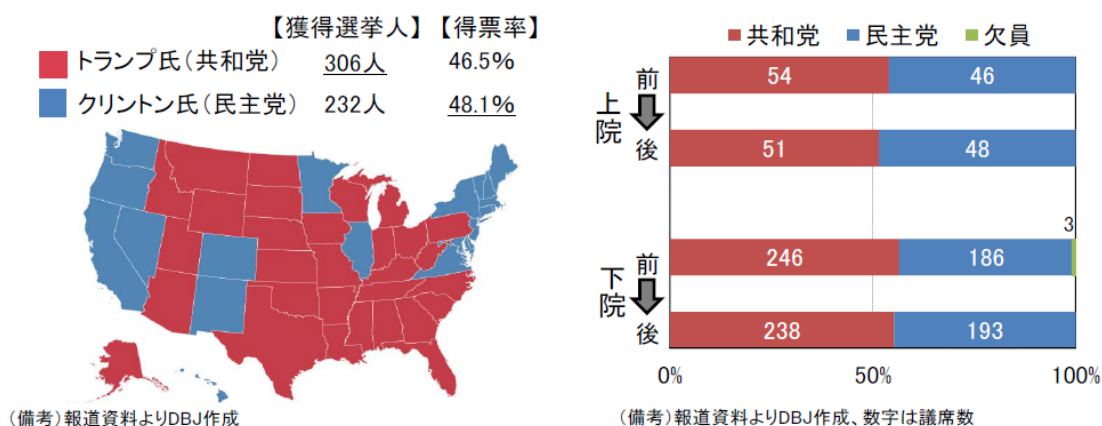 【獲得選挙人】【得票率】
トランプ氏(共和党) 306人 46.5%
クリントン氏(民主党) 232人 48.1%
(備考)報道資料よりDBJ作成
共和党 民主党 欠員
上院
前 54 46
後 51 48
3
下院
前 246 186
後 238 193
0% 50% 100%
(備考)報道資料よりDBJ作成、数字は議席数